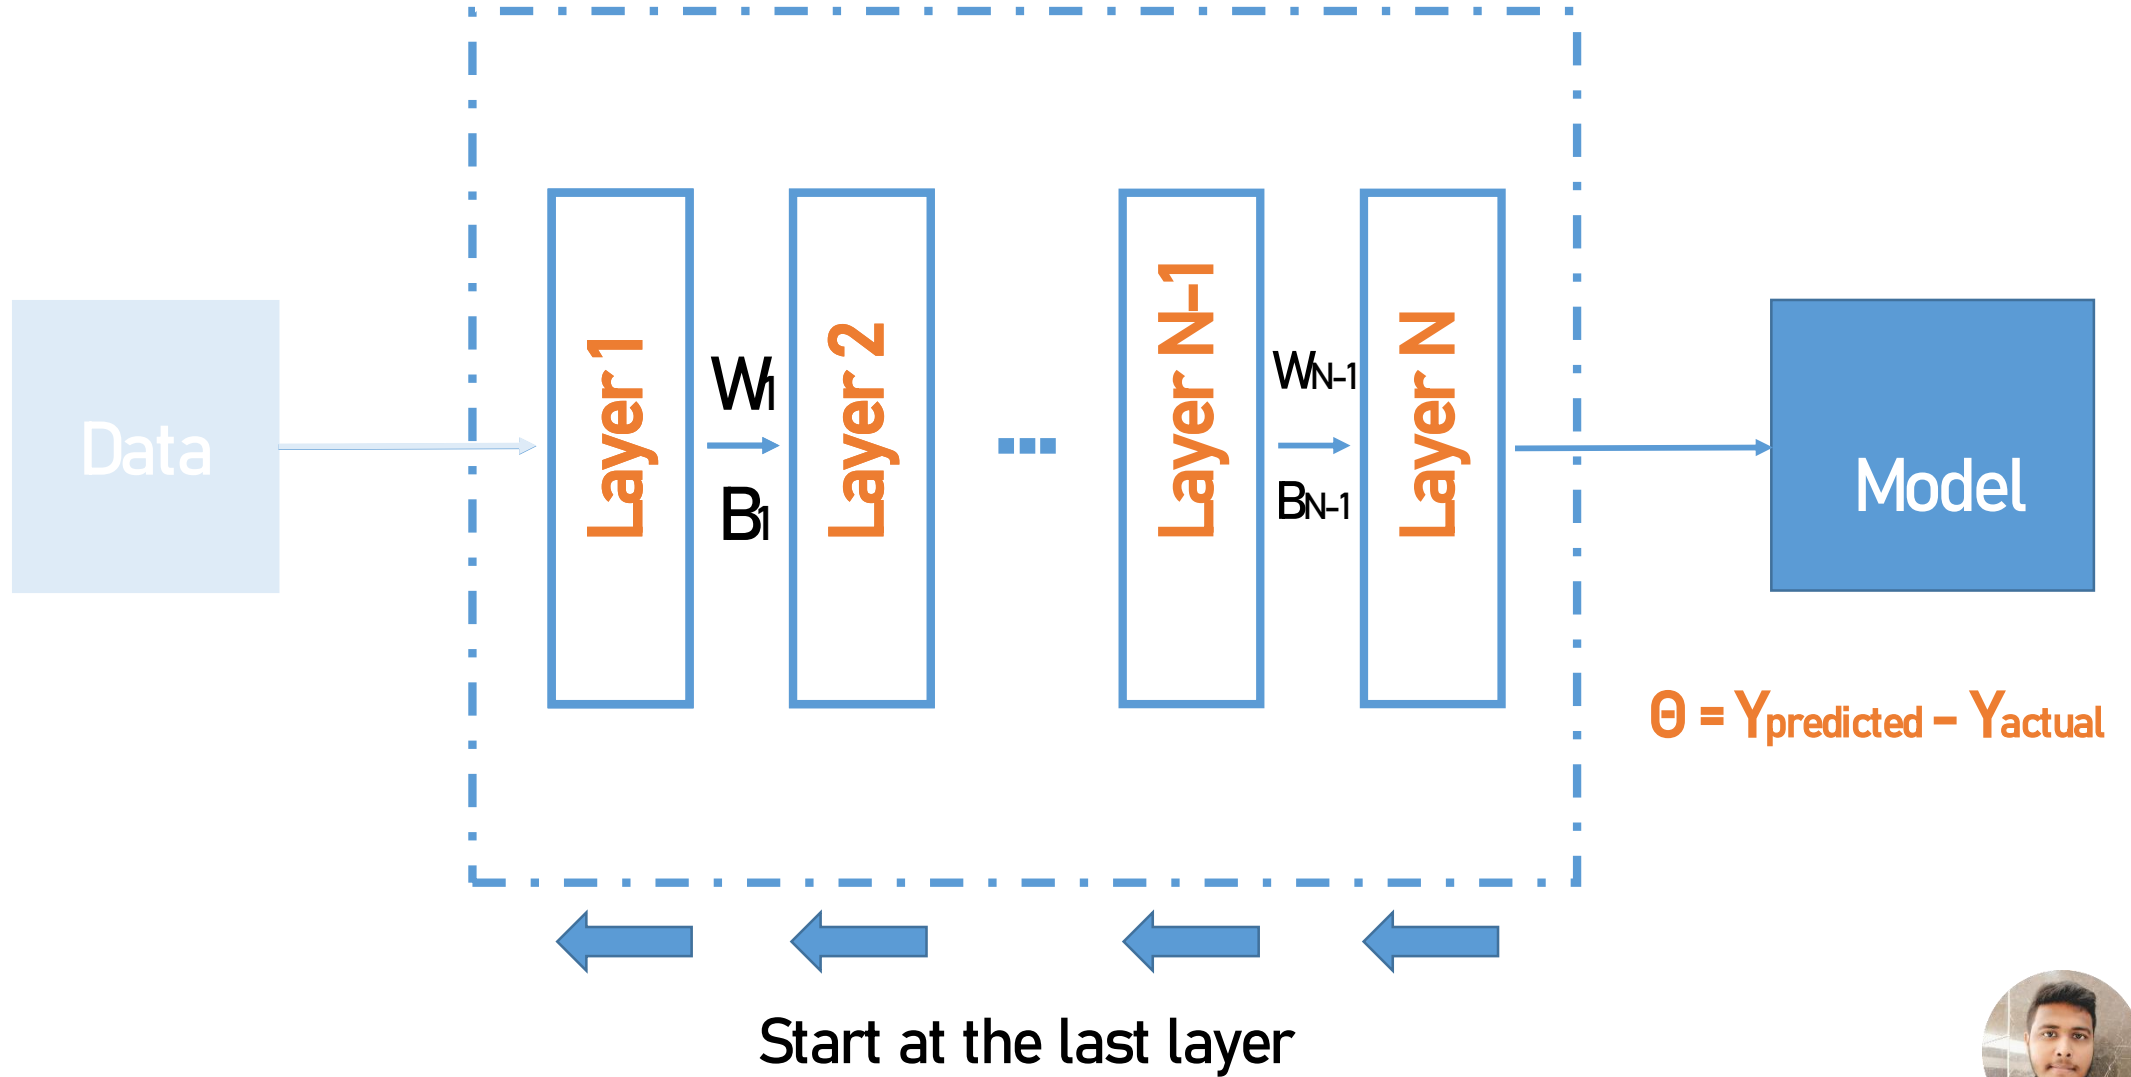 Data
Layer 1
W1
B1
Layer 2
Layer N-1
WN-1
BN-1
Layer N
Model
Θ = Ypredicted - Yactual
Start at the last layer